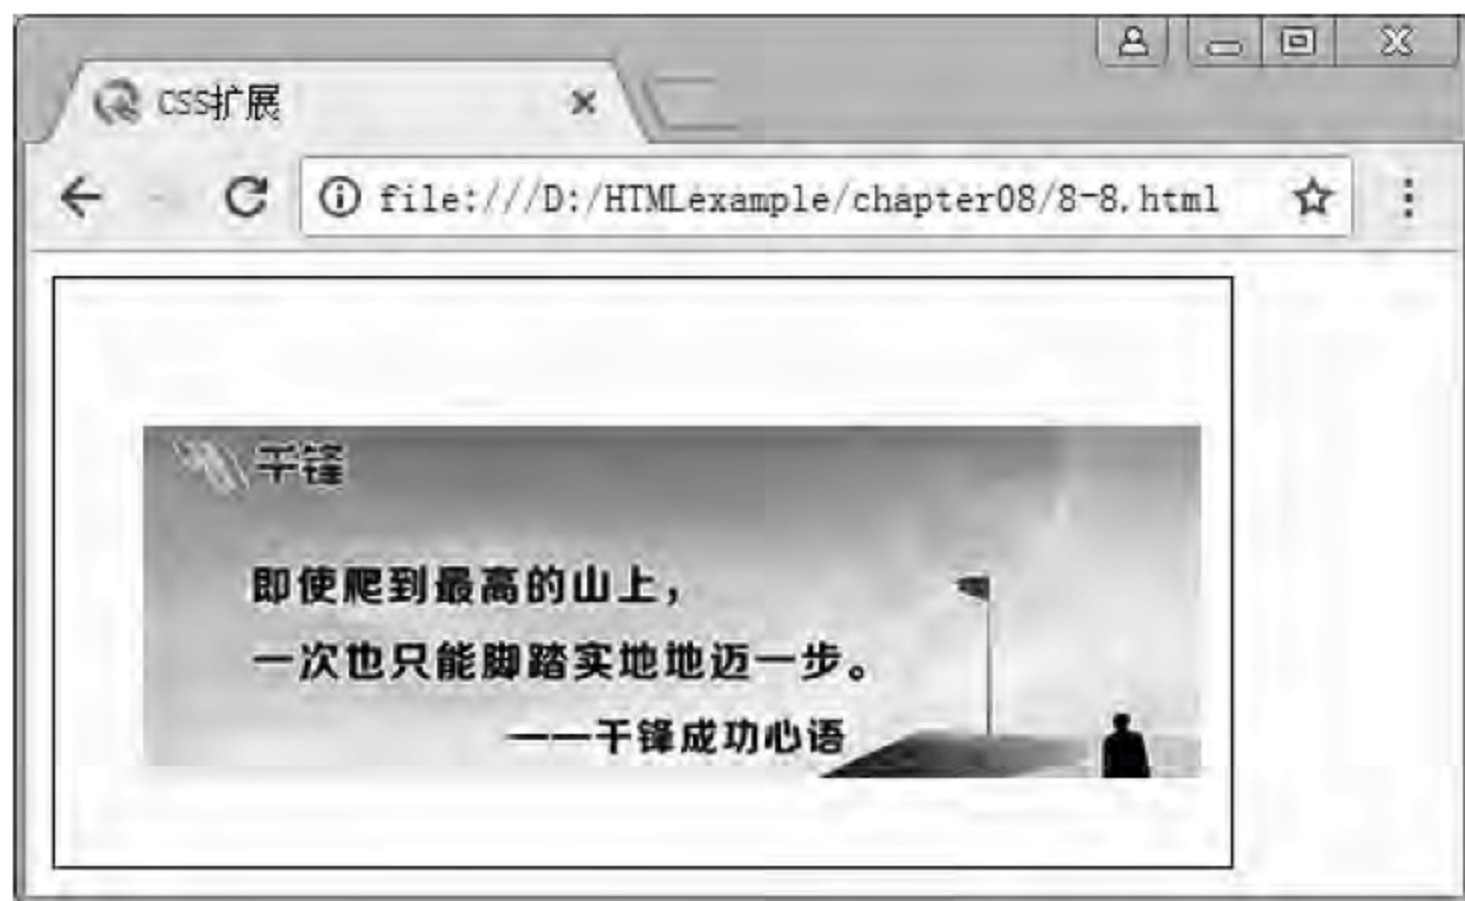 CSS扩展
file:///D:/HTMLexample/chapter08/8-8.html
千锋
即使爬到最高的山上，
一次也只能脚踏实地地迈一步。
——千锋成功心语